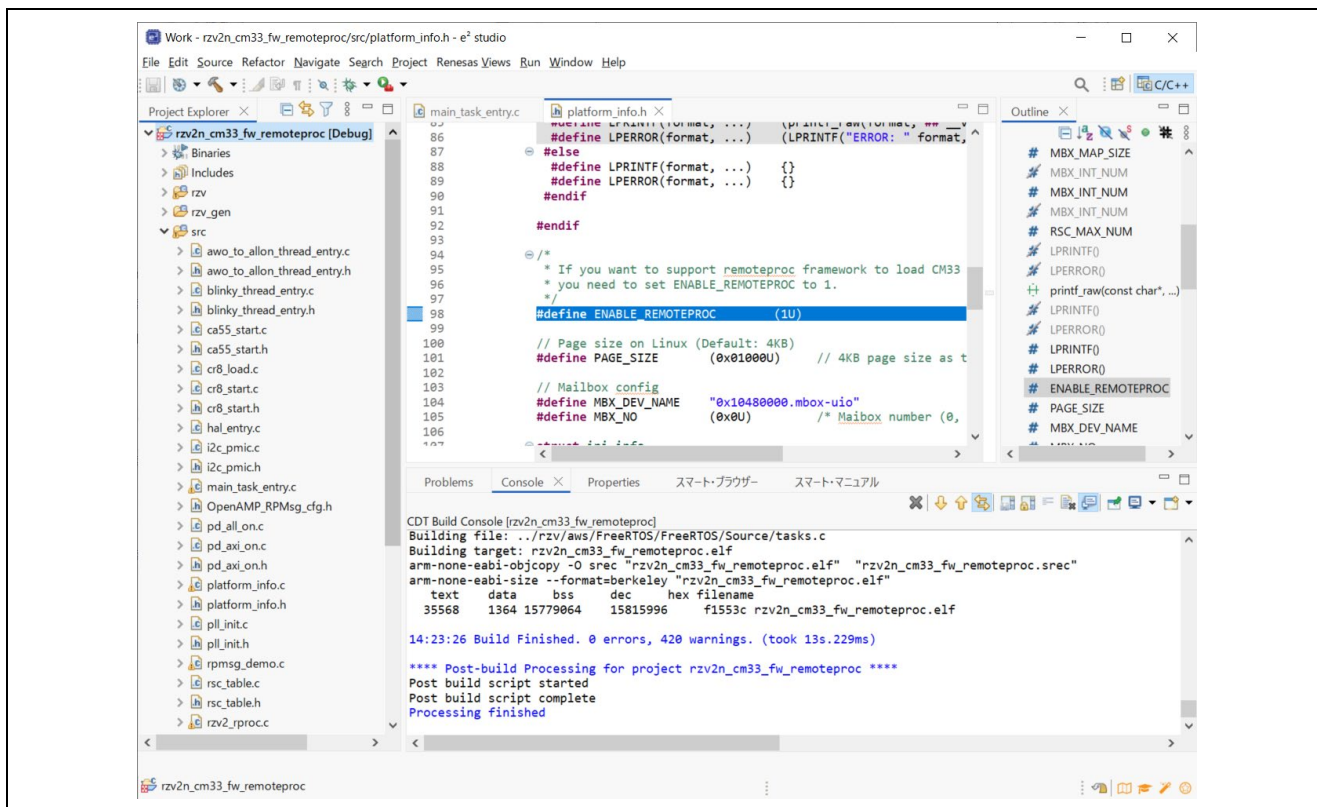 Work - rzv2n_cm33_fw_remoteproc/src/platform_info.h - e² studio
File Edit Source Refactor Navigate Search Project Renesas Views Run Window Help
C/C++
Project Explorer
rzv2n_cm33_fw_remoteproc [Debug]
Binaries
Includes
rzv
rzv_gen
src
awo_to_allon_thread_entry.c
awo_to_allon_thread_entry.h
blinky_thread_entry.c
blinky_thread_entry.h
ca55_start.c
ca55_start.h
cr8_load.c
cr8_start.c
cr8_start.h
hal_entry.c
i2c_pmic.c
i2c_pmic.h
main_task_entry.c
OpenAMP_RPMsg_cfg.h
pd_all_on.c
pd_axi_on.c
pd_axi_on.h
platform_info.c
platform_info.h
pll_init.c
pll_init.h
rpmsg_demo.c
rsc_table.c
rsc_table.h
rzv2_rproc.c
main_task_entry.c platform_info.h
86 #define LPERROR(format, ...) (LPRINTF("ERROR: " format,
87 #else
88 #define LPRINTF(format, ...) {}
89 #define LPERROR(format, ...) {}
90 #endif
91
92 #endif
93
94 /*
95 * If you want to support remoteproc framework to load CM33
96 * you need to set ENABLE_REMOTEPROC to 1.
97 */
98 #define ENABLE_REMOTEPROC (1U)
99
100 // Page size on Linux (Default: 4KB)
101 #define PAGE_SIZE (0x01000U) // 4KB page size as t
102
103 // Mailbox config
104 #define MBX_DEV_NAME "0x10480000.mbox-uio"
105 #define MBX_NO (0x0U) /* Maibox number (0,
106
Outline
# MBX_MAP_SIZE
# MBX_INT_NUM
# MBX_INT_NUM
# MBX_INT_NUM
# RSC_MAX_NUM
# LPRINTF()
# LPERROR()
printf_raw(const char*, ...)
# LPRINTF()
# LPERROR()
# LPRINTF()
# LPERROR()
# ENABLE_REMOTEPROC
# PAGE_SIZE
# MBX_DEV_NAME
Problems Console Properties スマート・ブラウザー スマート・マニュアル
CDT Build Console [rzv2n_cm33_fw_remoteproc]
Building file: ../rzv/aws/FreeRTOS/FreeRTOS/Source/tasks.c
Building target: rzv2n_cm33_fw_remoteproc.elf
arm-none-eabi-objcopy -O srec "rzv2n_cm33_fw_remoteproc.elf" "rzv2n_cm33_fw_remoteproc.srec"
arm-none-eabi-size --format=berkeley "rzv2n_cm33_fw_remoteproc.elf"
text data bss dec hex filename
35568 1364 15779064 15815996 f1553c rzv2n_cm33_fw_remoteproc.elf
14:23:26 Build Finished. 0 errors, 420 warnings. (took 13s.229ms)
**** Post-build Processing for project rzv2n_cm33_fw_remoteproc ****
Post build script started
Post build script complete
Processing finished
rzv2n_cm33_fw_remoteproc